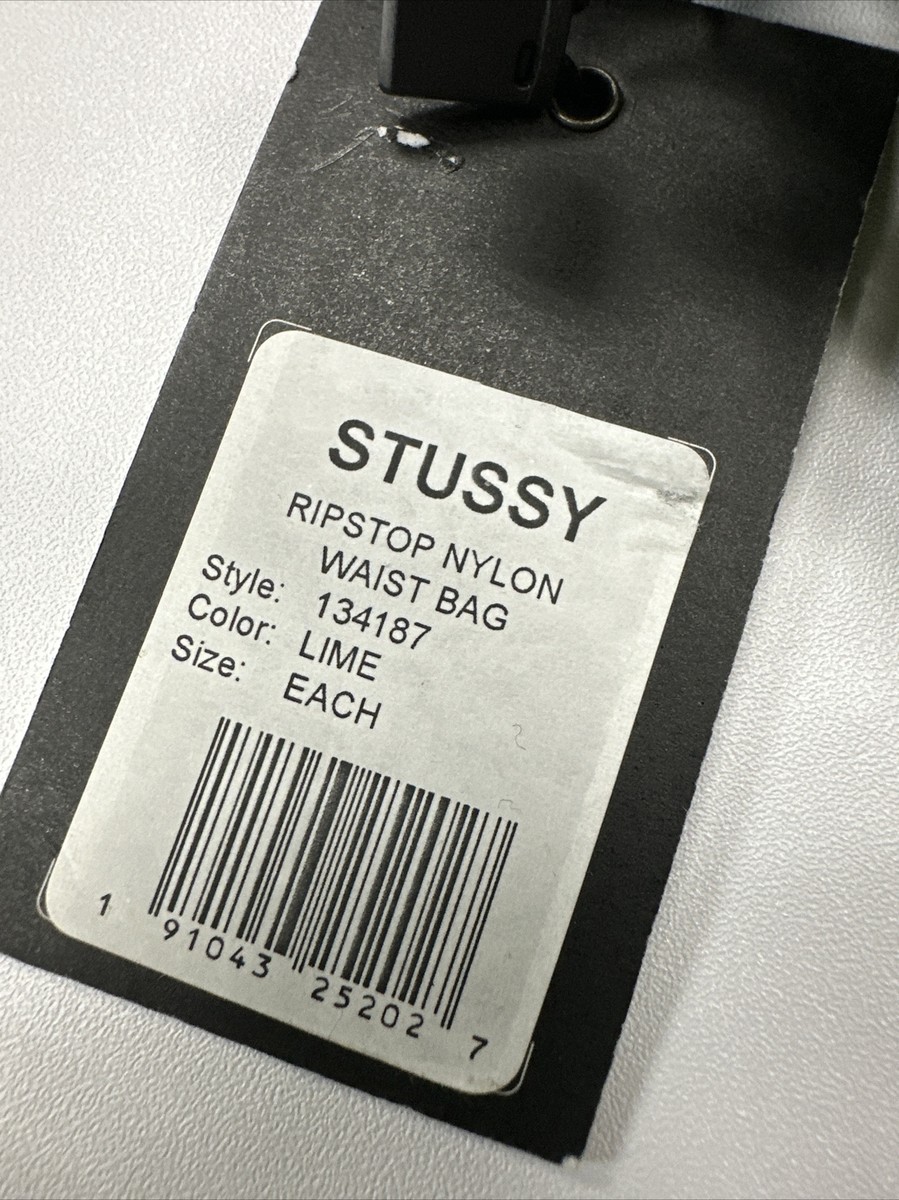 STUSSY
RIPSTOP NYLON
WAIST BAG
Style: 134187
Color: LIME
Size: EACH
1 91043 25202 7